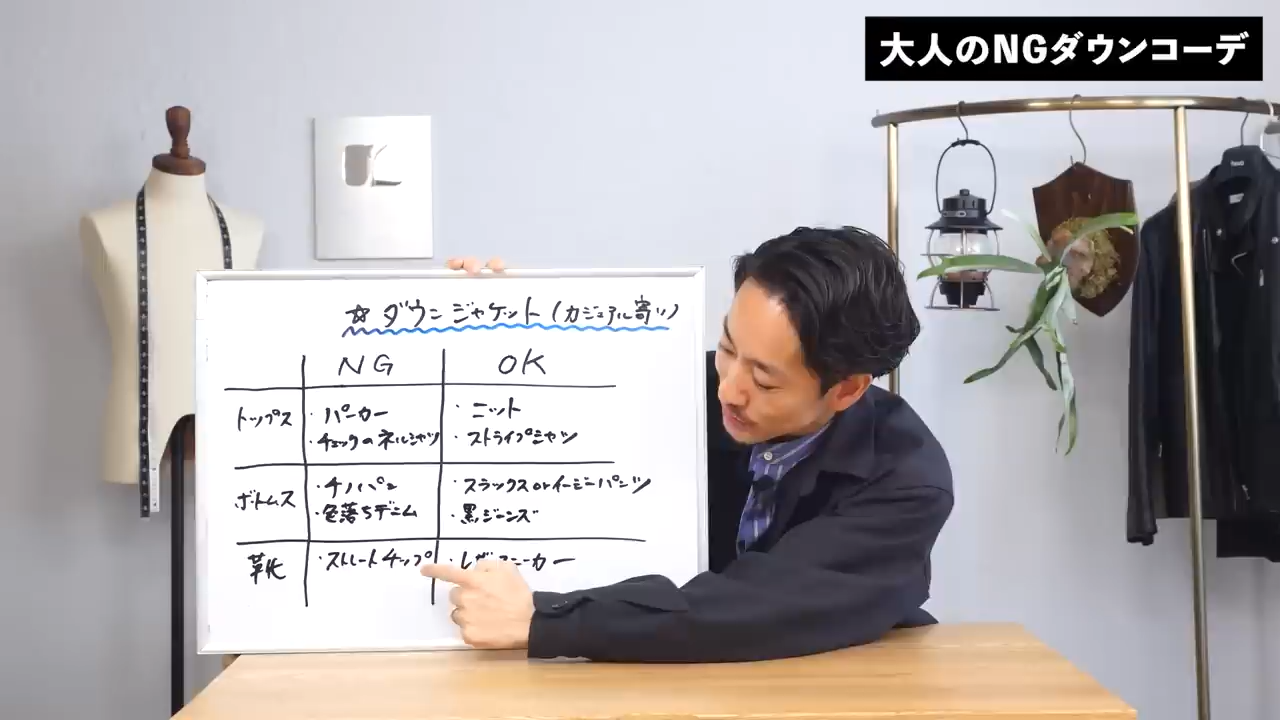 大人のNGダウンコーデ
☆ダウンジャケット(カジュアル寄り)
NG OK
トップス ・パーカー ・ニット
・チェックのネルシャツ ・ストライプシャツ
ボトムス ・チノパン ・スラックスorイージーパンツ
・色落ちデニム ・黒ジーンズ
靴 ・ストレートチップ ・レザ ニーカー